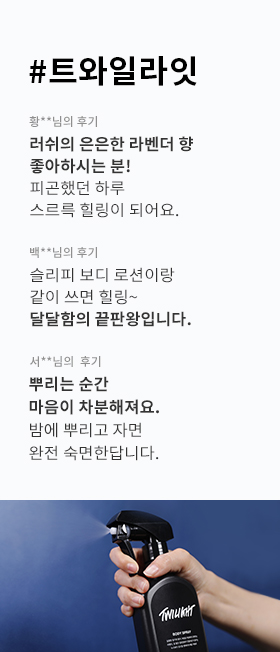 #트와일라잇
황**님의 후기
러쉬의 은은한 라벤더 향
좋아하시는 분!
피곤했던 하루
스르륵 힐링이 되어요.
백**님의 후기
슬리피 보디 로션이랑
같이 쓰면 힐링~
달달함의 끝판왕입니다.
서**님의 후기
뿌리는 순간
마음이 차분해져요.
밤에 뿌리고 자면
완전 숙면한답니다.
TWILIGHT
BODY SPRAY